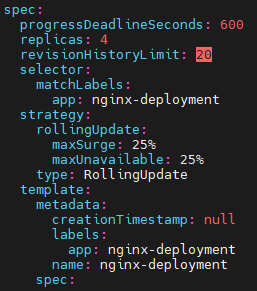 spec:
  progressDeadlineSeconds: 600
  replicas: 4
  revisionHistoryLimit: 20
  selector:
    matchLabels:
      app: nginx-deployment
  strategy:
    rollingUpdate:
      maxSurge: 25%
      maxUnavailable: 25%
    type: RollingUpdate
  template:
    metadata:
      creationTimestamp: null
      labels:
        app: nginx-deployment
      name: nginx-deployment
    spec: